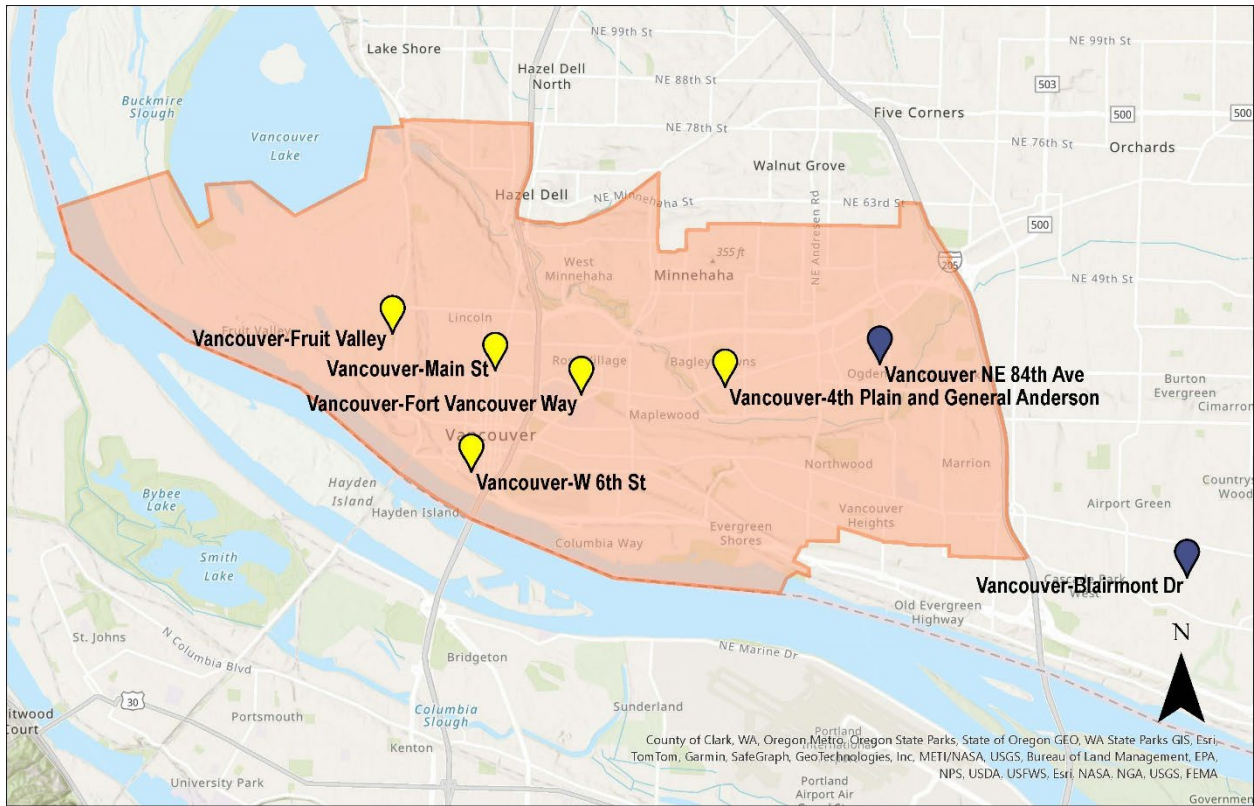 Lake Shore
NE 99th St
NE 99th St
Hazel Dell
North
NE 88th St
503
Buckmire
Slough
Five Corners
500
500
Vancouver
Lake
NE 78th St
NE 76th St
Orchards
Walnut Grove
Hazel Dell
NE Minnehaha St
NE 63rd St
NE Andresen Rd
500
355 ft
West
Minnehaha
Minnehaha
205
NE 49th St
Fruit Valley
Lincoln
Vancouver-Fruit Valley
Vancouver-Main St
Vancouver NE 84th Ave
Vancouver-Fort Vancouver Way
Vancouver-4th Plain and General Anderson
Burton
Evergreen
Cimarron
Maplewood
Vancouver
Vancouver-W 6th St
Northwood
Marrion
Hayden
Island
Hayden Island
Airport Green
Bybee
Lake
Vancouver
Heights
Evergreen
Shores
Columbia Way
Smith
Lake
Vancouver-Blairmont Dr
Old Evergreen
Highway
N
St. Johns
N Columbia Blvd
NE Marine Dr
Bridgeton
30
Portsmouth
Columbia
Slough
Sunderland
Kenton
University Park
Portland
International
Portland
Airport Air
County of Clark, WA, Oregon Metro, Oregon State Parks, State of Oregon GEO, WA State Parks GIS, Esri,
TomTom, Garmin, SafeGraph, GeoTechnologies, Inc, METI/NASA, USGS, Bureau of Land Management, EPA,
NPS, USDA, USFWS, Esri, NASA, NGA, USGS, FEMA